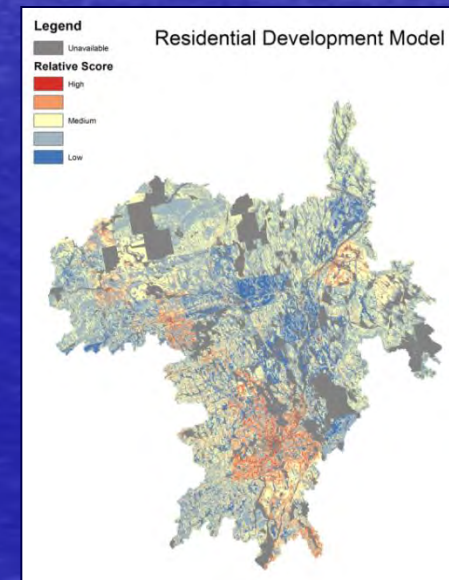 Legend
Unavailable
Residential Development Model
Relative Score
High
Medium
Low